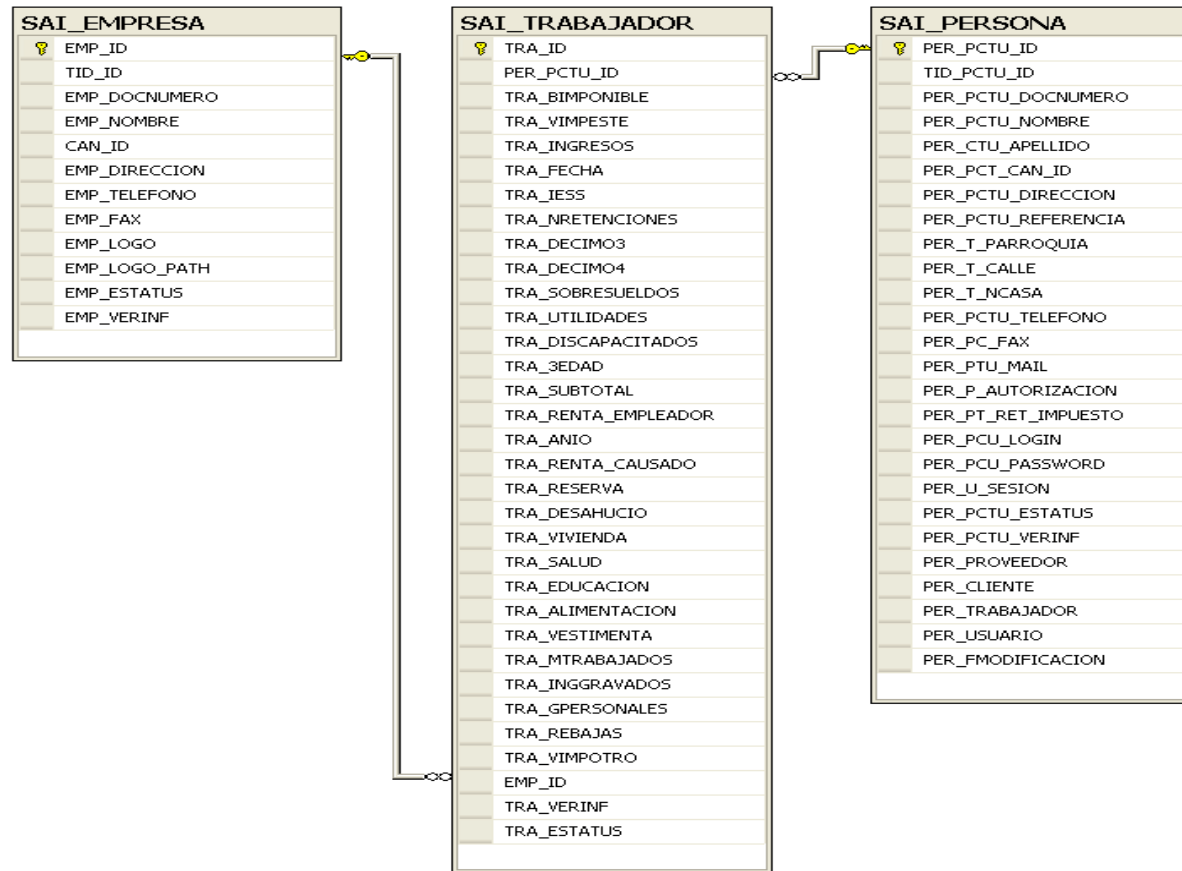 SAI_EMPRESA
EMP_ID
TID_ID
EMP_DOCNUMERO
EMP_NOMBRE
CAN_ID
EMP_DIRECCION
EMP_TELEFONO
EMP_FAX
EMP_LOGO
EMP_LOGO_PATH
EMP_ESTATUS
EMP_VERINF
SAI_TRABAJADOR
TRA_ID
PER_PCTU_ID
TRA_BIMPONIBLE
TRA_VIMPESTE
TRA_INGRESOS
TRA_FECHA
TRA_IESS
TRA_NRETENCIONES
TRA_DECIMO3
TRA_DECIMO4
TRA_SOBRESUELDOS
TRA_UTILIDADES
TRA_DISCAPACITADOS
TRA_3EDAD
TRA_SUBTOTAL
TRA_RENTA_EMPLEADOR
TRA_ANIO
TRA_RENTA_CAUSADO
TRA_RESERVA
TRA_DESAHUCIO
TRA_VIVIENDA
TRA_SALUD
TRA_EDUCACION
TRA_ALIMENTACION
TRA_VESTIMENTA
TRA_MTRABAJADOS
TRA_INGGRAVADOS
TRA_GPERSONALES
TRA_REBAJAS
TRA_VIMPOTRO
EMP_ID
TRA_VERINF
TRA_ESTATUS
SAI_PERSONA
PER_PCTU_ID
TID_PCTU_ID
PER_PCTU_DOCNUMERO
PER_PCTU_NOMBRE
PER_CTU_APELLIDO
PER_PCT_CAN_ID
PER_PCTU_DIRECCION
PER_PCTU_REFERENCIA
PER_T_PARROQUIA
PER_T_CALLE
PER_T_NCASA
PER_PCTU_TELEFONO
PER_PC_FAX
PER_PTU_MAIL
PER_P_AUTORIZACION
PER_PT_RET_IMPUESTO
PER_PCU_LOGIN
PER_PCU_PASSWORD
PER_U_SESION
PER_PCTU_ESTATUS
PER_PCTU_VERINF
PER_PROVEEDOR
PER_CLIENTE
PER_TRABAJADOR
PER_USUARIO
PER_FMODIFICACION